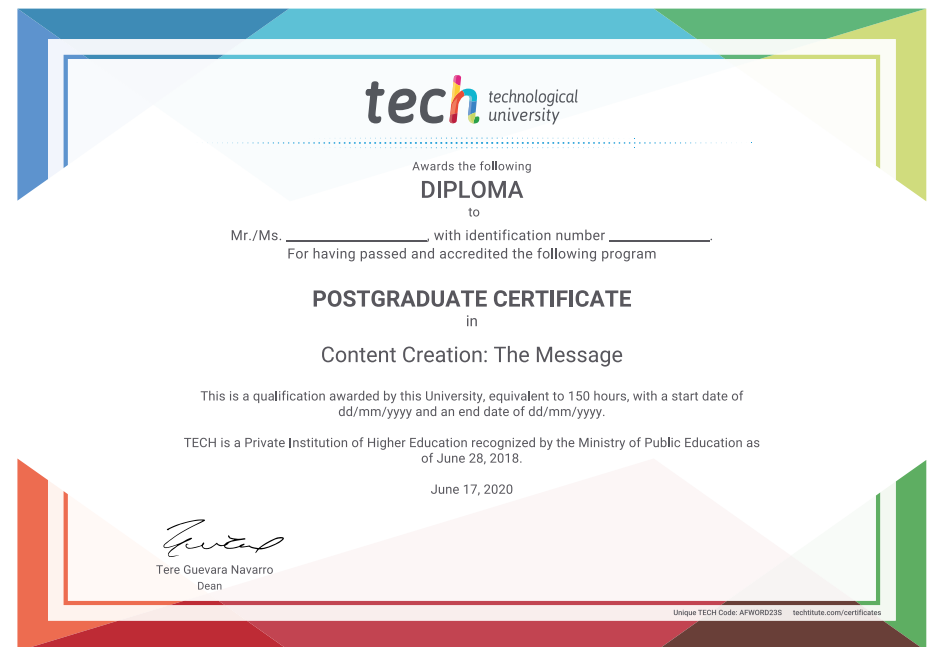 tech technological
university
Awards the following
DIPLOMA
to
Mr./Ms. ____________________, with identification number ______________.
For having passed and accredited the following program
POSTGRADUATE CERTIFICATE
in
Content Creation: The Message
This is a qualification awarded by this University, equivalent to 150 hours, with a start date of
dd/mm/yyyy and an end date of dd/mm/yyyy.
TECH is a Private Institution of Higher Education recognized by the Ministry of Public Education as
of June 28, 2018.
June 17, 2020
Tere Guevara Navarro
Dean
Unique TECH Code: AFWORD23S techtitute.com/certificates